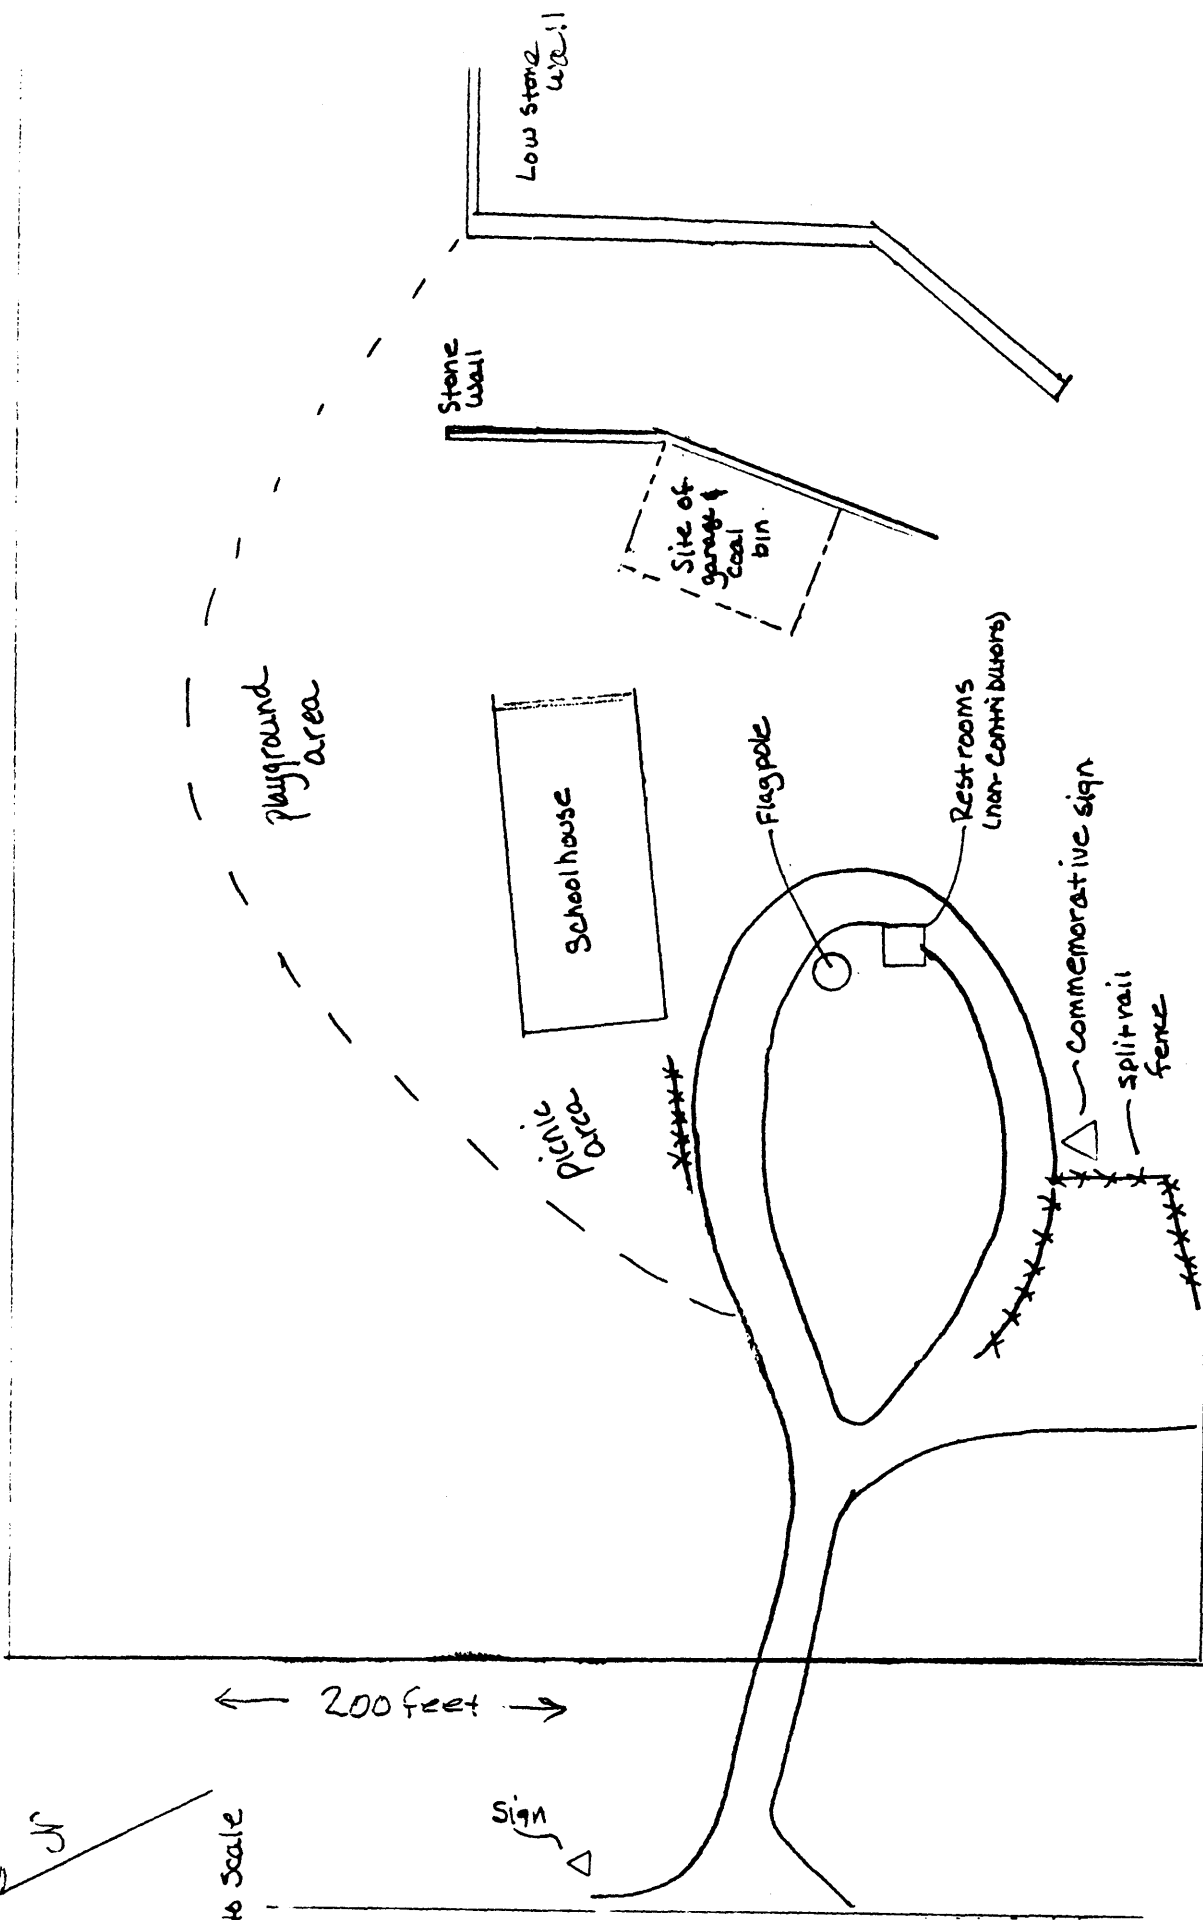 Low stone
wall
Stone
wall
Site of
garage &
coal
bin
playground
area
Schoolhouse
Flagpole
Restrooms
(non-contributors)
commemorative sign
split rail
fence
picnic
area
200 feet
Sign
N
to scale